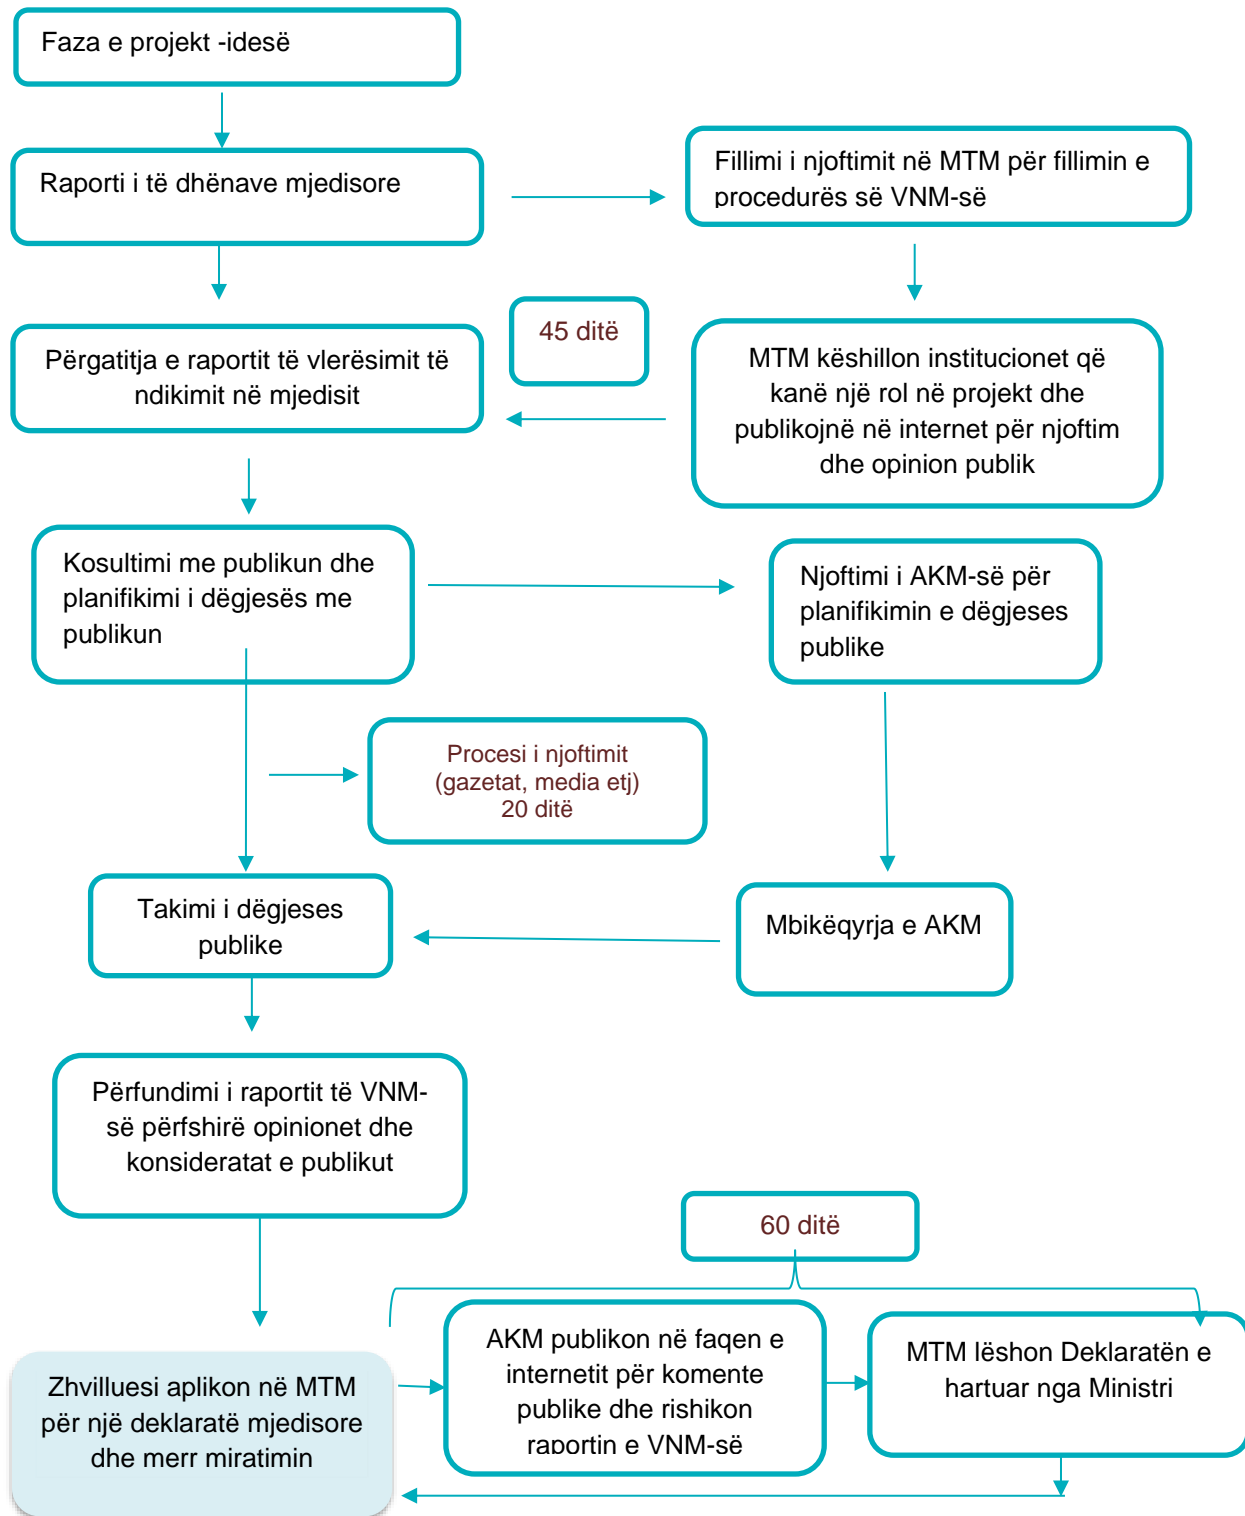 Faza e projekt -idesë
Raporti i të dhënave mjedisore
Fillimi i njoftimit në MTM për fillimin e
procedurës së VNM-së
45 ditë
Përgatitja e raportit të vlerësimit të
ndikimit në mjedisit
MTM këshillon institucionet që
kanë një rol në projekt dhe
publikojnë në internet për njoftim
dhe opinion publik
Kosultimi me publikun dhe
planifikimi i dëgjesës me
publikun
Njoftimi i AKM-së për
planifikimin e dëgjeses
publike
Procesi i njoftimit
(gazetat, media etj)
20 ditë
Takimi i dëgjeses
publike
Mbikëqyrja e AKM
Përfundimi i raportit të VNM-
së përfshirë opinionet dhe
konsideratat e publikut
60 ditë
Zhvilluesi aplikon në MTM
për një deklaratë mjedisore
dhe merr miratimin
AKM publikon në faqen e
internetit për komente
publike dhe rishikon
raportin e VNM-së
MTM lëshon Deklaratën e
hartuar nga Ministri